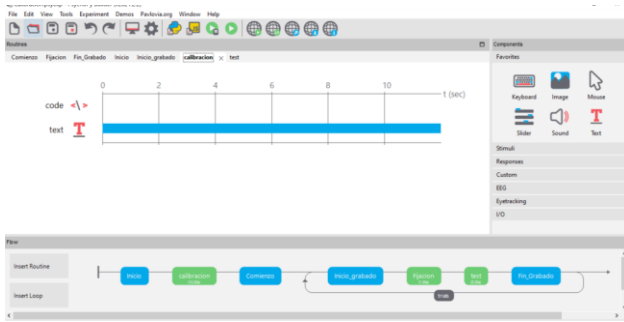 File Edit View Tools Experiment Demos Pavlovia.org Window Help
Routines
Components
Comienzo Fijacion Fin_Grabado Inicio Inicio_grabado calibracion × test
Favorites
0 2 4 6 8 10
t (sec)
code
text T
Keyboard Image Mouse
Slider Sound Text
Stimuli
Responses
Custom
EEG
Eyetracking
I/O
Flow
Insert Routine
Insert Loop
Inicio calibracion Comienzo Inicio_grabado Fijacion test Fin_Grabado
trials